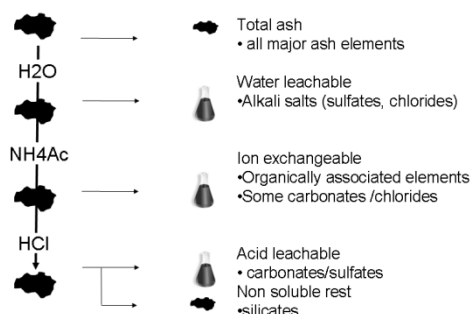 Total ash
• all major ash elements
H2O
Water leachable
•Alkali salts (sulfates, chlorides)
NH4Ac
Ion exchangeable
•Organically associated elements
•Some carbonates /chlorides
HCl
Acid leachable
• carbonates/sulfates
Non soluble rest
•silicates